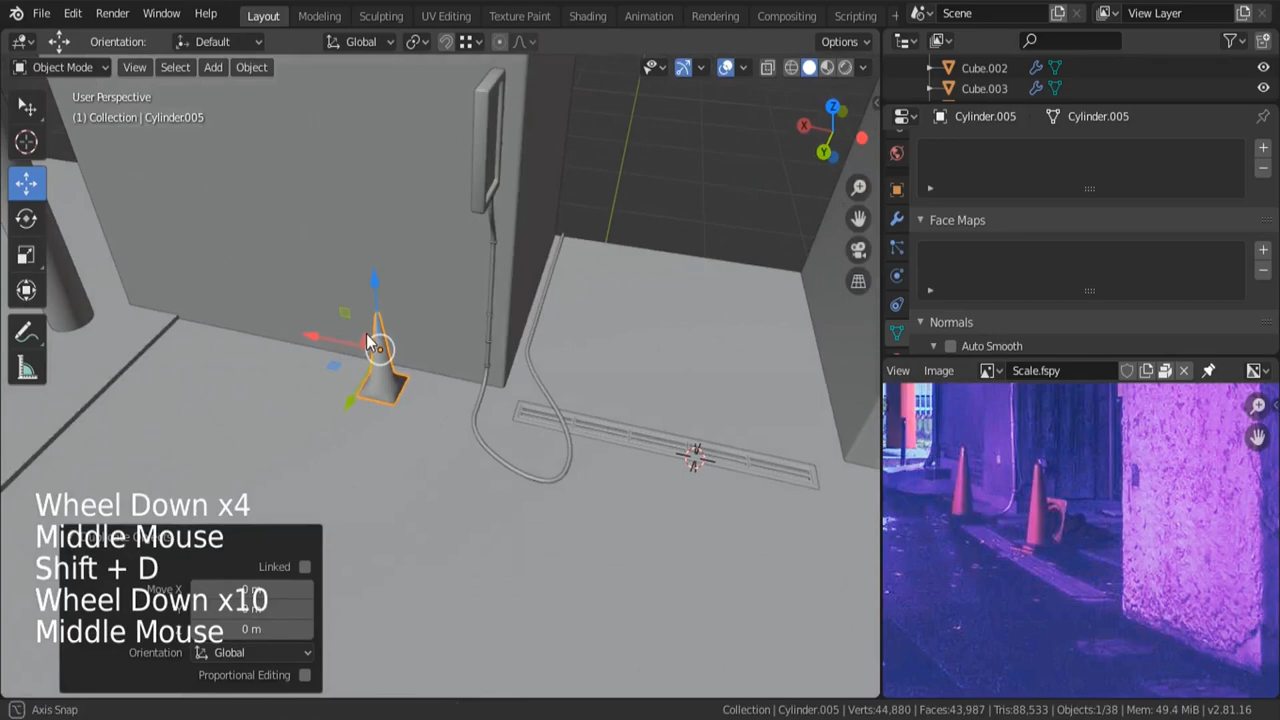 File Edit Render Window Help Layout Modeling Sculpting UV Editing Texture Paint Shading Animation Rendering Compositing Scripting + Scene View Layer
Orientation: Default Global Options
Object Mode View Select Add Object
User Perspective
(1) Collection | Cylinder.005
X
Y
Z
Cube.002
Cube.003
Cylinder.005 Cylinder.005
Face Maps
Normals
Auto Smooth
View Image Scale.fspy
Wheel Down x4
Middle Mouse
Shift + D
Wheel Down x10
Middle Mouse
Linked
Move X 0 m
0 m
0 m
Orientation Global
Proportional Editing
Axis Snap
Collection | Cylinder.005 | Verts:44,880 | Faces:43,987 | Tris:88,533 | Objects:1/38 | Mem: 49.4 MiB | v2.81.16